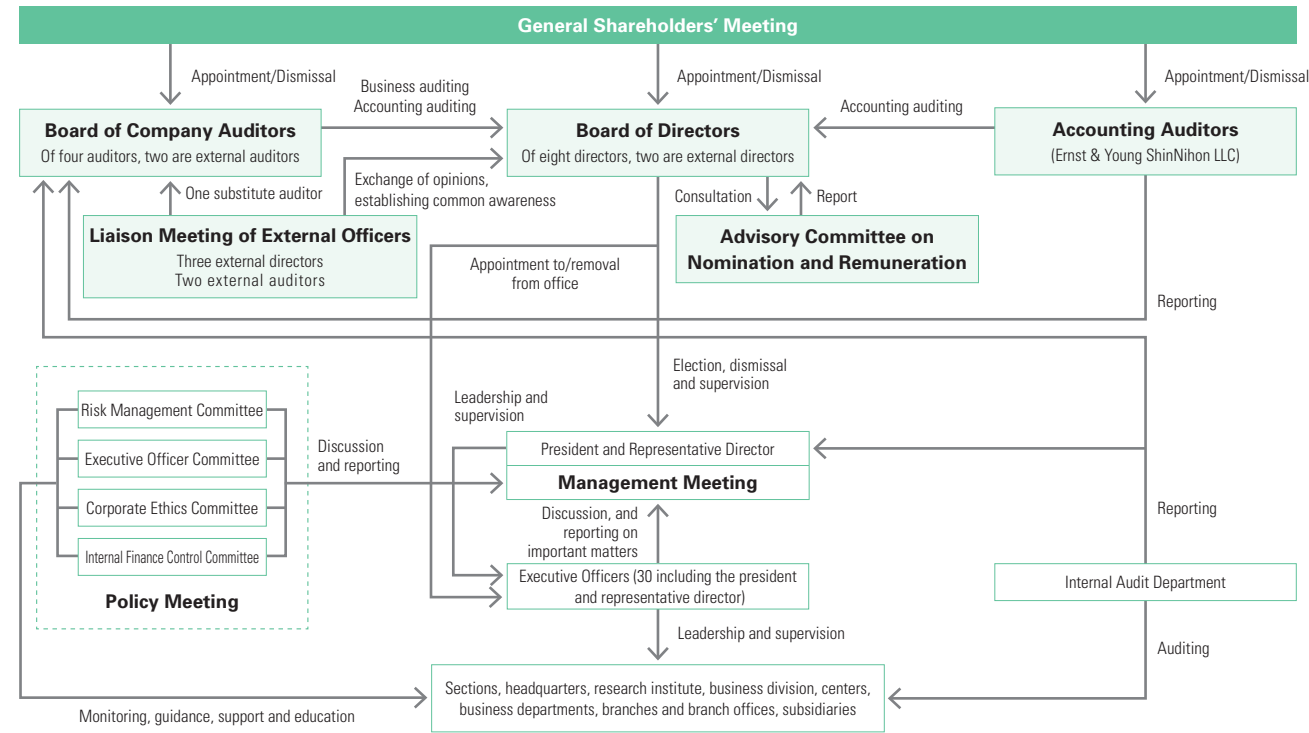 General Shareholders' Meeting
Appointment/Dismissal
Business auditing
Accounting auditing
Appointment/Dismissal
Accounting auditing
Appointment/Dismissal
Board of Company Auditors
Of four auditors, two are external auditors
Board of Directors
Of eight directors, two are external directors
Accounting Auditors
(Ernst & Young ShinNihon LLC)
One substitute auditor
Exchange of opinions,
establishing common awareness
Consultation
Report
Liaison Meeting of External Officers
Three external directors
Two external auditors
Advisory Committee on
Nomination and Remuneration
Appointment to/removal
from office
Reporting
Election, dismissal
and supervision
Leadership and
supervision
Risk Management Committee
Executive Officer Committee
Corporate Ethics Committee
Internal Finance Control Committee
Policy Meeting
Discussion
and reporting
President and Representative Director
Management Meeting
Discussion, and
reporting on
important matters
Reporting
Executive Officers (30 including the president
and representative director)
Internal Audit Department
Leadership and supervision
Auditing
Sections, headquarters, research institute, business division, centers,
business departments, branches and branch offices, subsidiaries
Monitoring, guidance, support and education